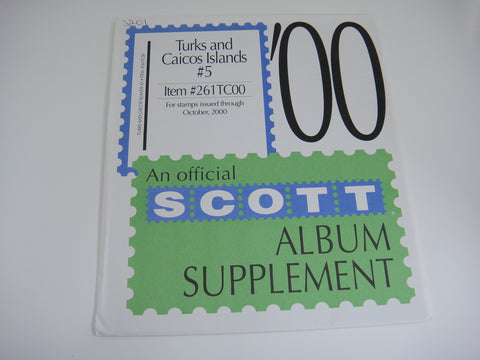 Turks and
Caicos Islands
#5
Item #261TC00
For stamps issued through
October, 2000
'00
An official
SCOTT
ALBUM
SUPPLEMENT